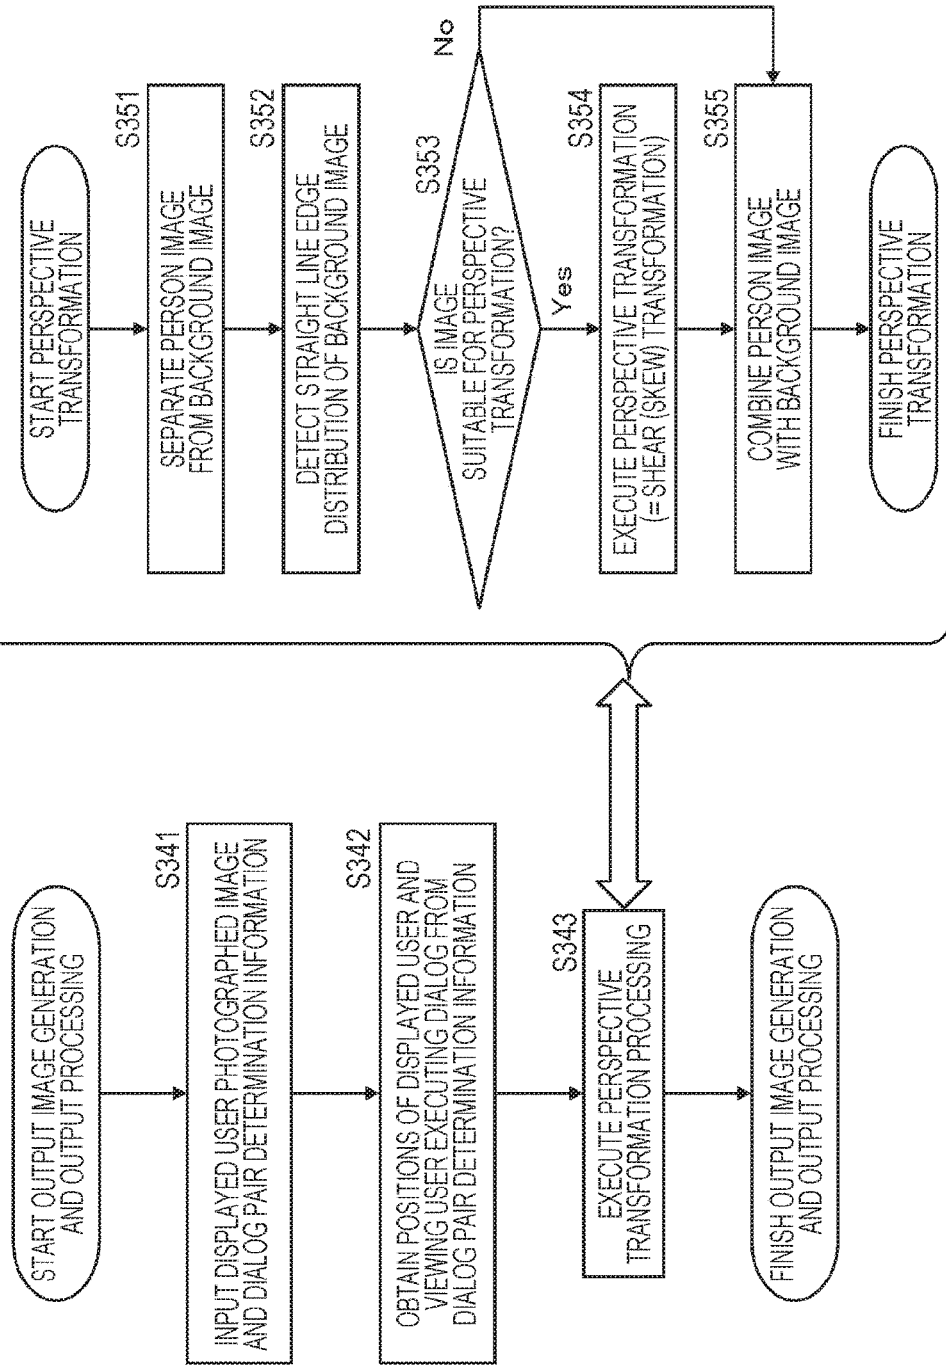 START OUTPUT IMAGE GENERATION
AND OUTPUT PROCESSING
S341
INPUT DISPLAYED USER PHOTOGRAPHED IMAGE
AND DIALOG PAIR DETERMINATION INFORMATION
S342
OBTAIN POSITIONS OF DISPLAYED USER AND
VIEWING USER EXECUTING DIALOG FROM
DIALOG PAIR DETERMINATION INFORMATION
S343
EXECUTE PERSPECTIVE
TRANSFORMATION PROCESSING
FINISH OUTPUT IMAGE GENERATION
AND OUTPUT PROCESSING
START PERSPECTIVE
TRANSFORMATION
S351
SEPARATE PERSON IMAGE
FROM BACKGROUND IMAGE
S352
DETECT STRAIGHT LINE EDGE
DISTRIBUTION OF BACKGROUND IMAGE
S353
IS IMAGE
SUITABLE FOR PERSPECTIVE
TRANSFORMATION?
No
Yes
S354
EXECUTE PERSPECTIVE TRANSFORMATION
(=SHEAR (SKEW) TRANSFORMATION)
S355
COMBINE PERSON IMAGE
WITH BACKGROUND IMAGE
FINISH PERSPECTIVE
TRANSFORMATION